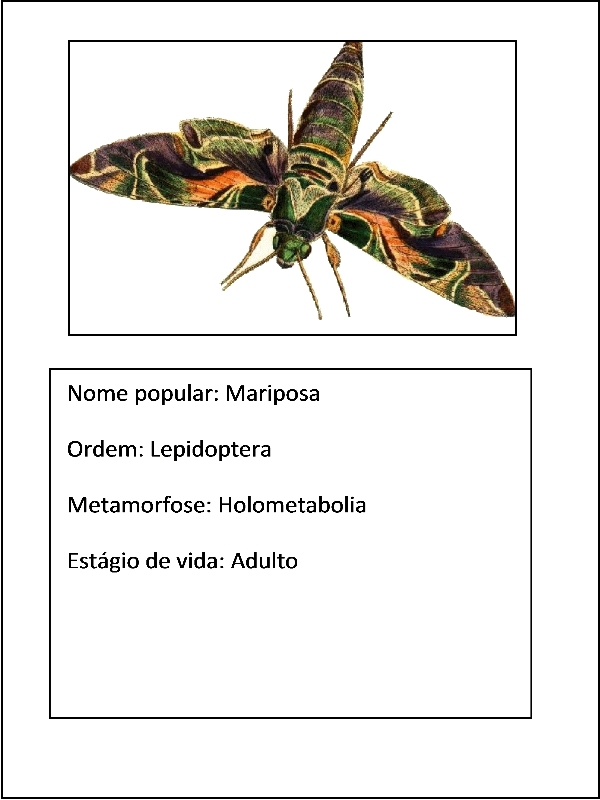 Nome popular: Mariposa
Ordem: Lepidoptera
Metamorfose: Holometabolia
Estágio de vida: Adulto